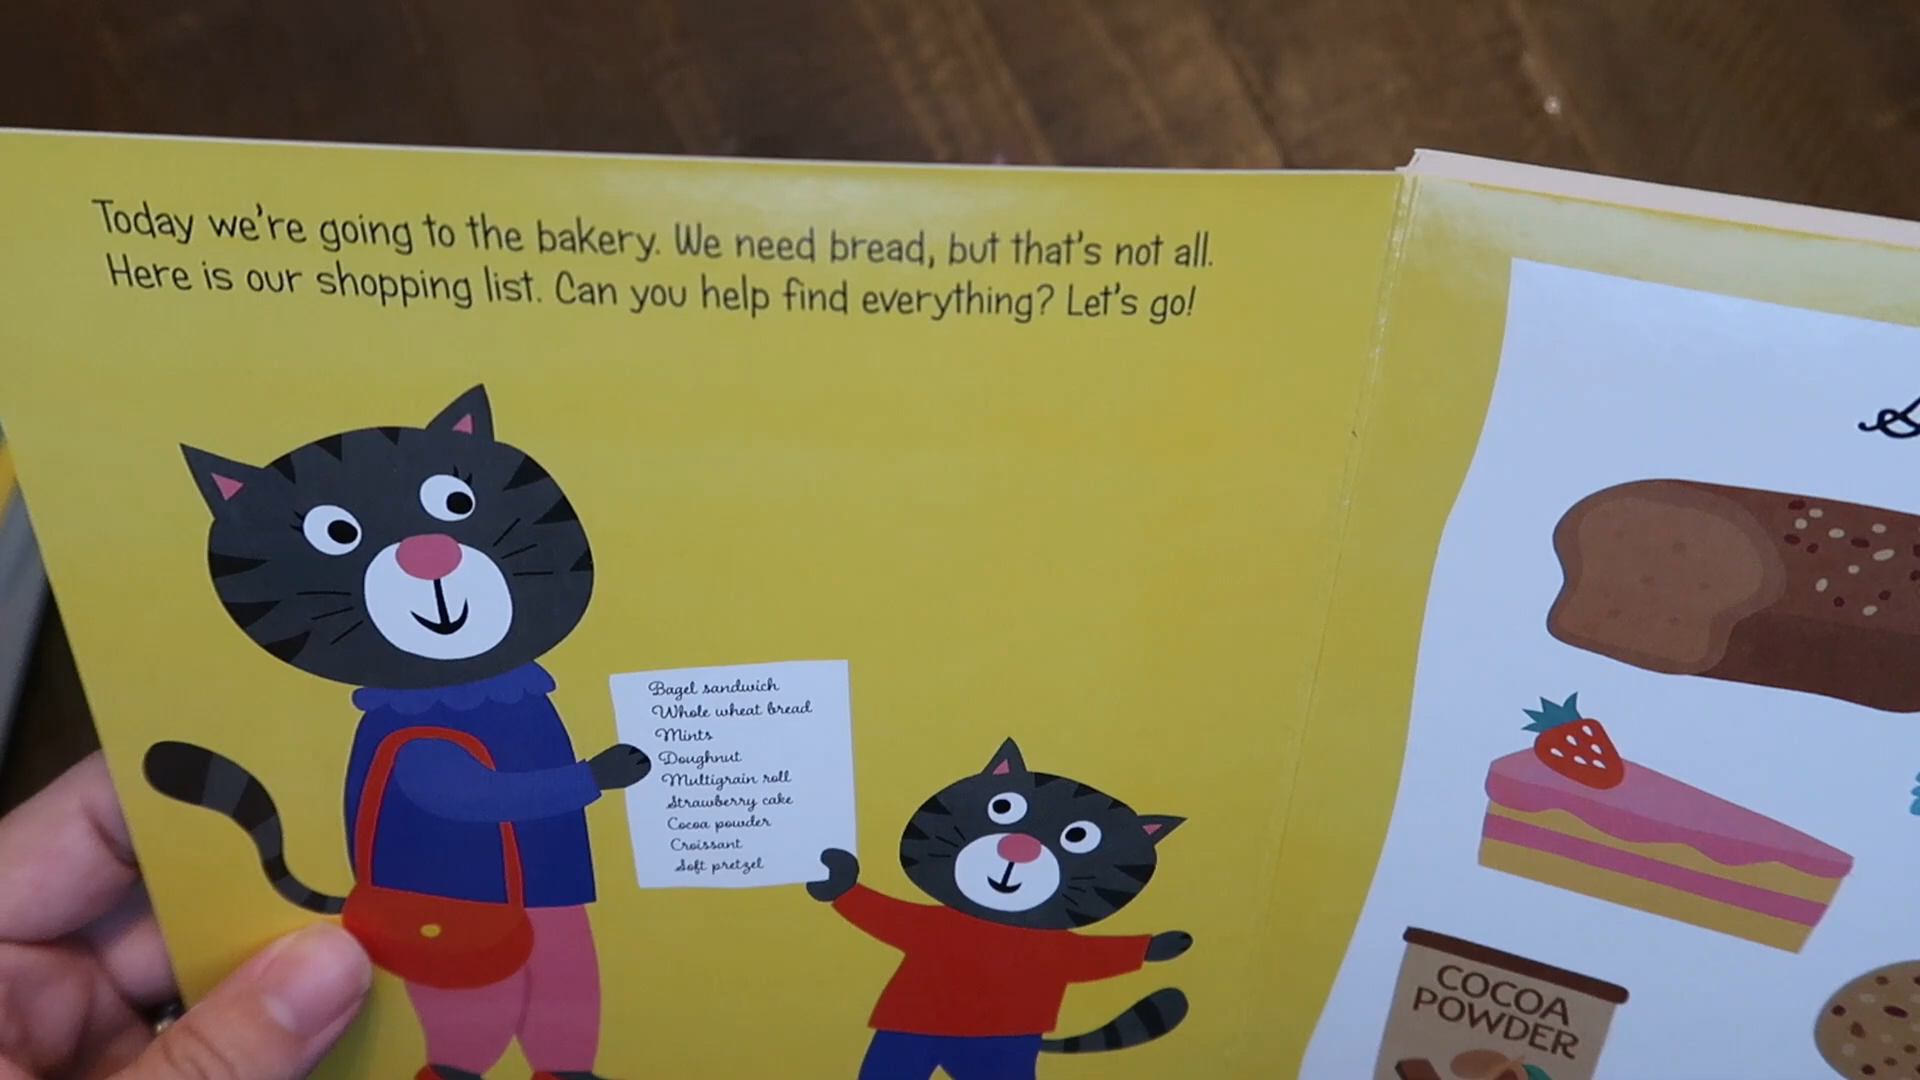 Today we're going to the bakery. We need bread, but that's not all.
Here is our shopping list. Can you help find everything? Let's go!
Bagel sandwich
Whole wheat bread
Mints
Doughnut
Multigrain roll
Strawberry cake
Cocoa powder
Croissant
Soft pretzel
COCOA
POWDER